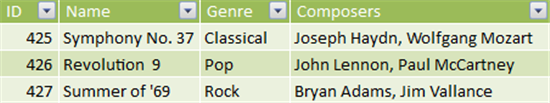 ID Name Genre Composers
425 Symphony No. 37 Classical Joseph Haydn, Wolfgang Mozart
426 Revolution 9 Pop John Lennon, Paul McCartney
427 Summer of '69 Rock Bryan Adams, Jim Vallance